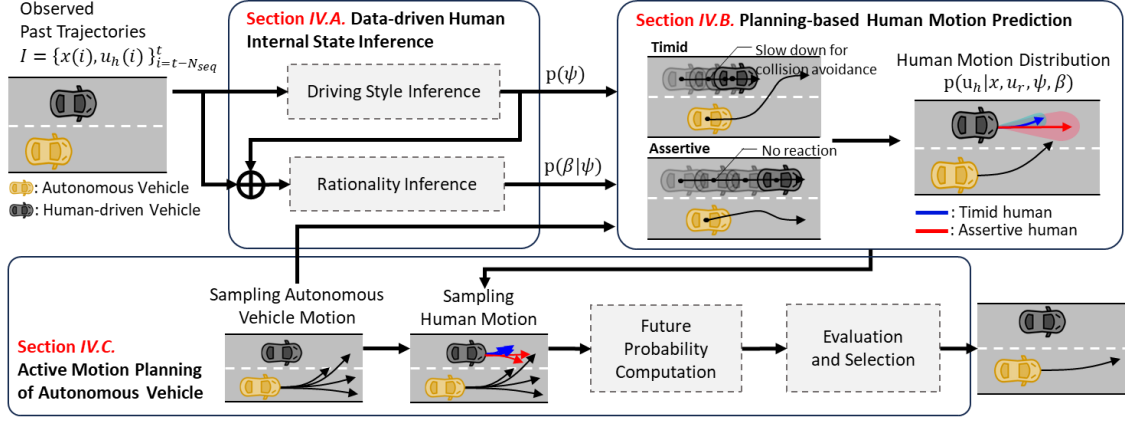 Observed
Past Trajectories
I = {x(i), u_h(i)}^t_{i=t-N_seq}
: Autonomous Vehicle
: Human-driven Vehicle
Section IV.A. Data-driven Human
Internal State Inference
Driving Style Inference
Rationality Inference
p(ψ)
p(β|ψ)
Section IV.B. Planning-based Human Motion Prediction
Timid
Slow down for
collision avoidance
Assertive
No reaction
Human Motion Distribution
p(u_h|x, u_r, ψ, β)
: Timid human
: Assertive human
Section IV.C.
Active Motion Planning
of Autonomous Vehicle
Sampling Autonomous
Vehicle Motion
Sampling
Human Motion
Future
Probability
Computation
Evaluation
and Selection